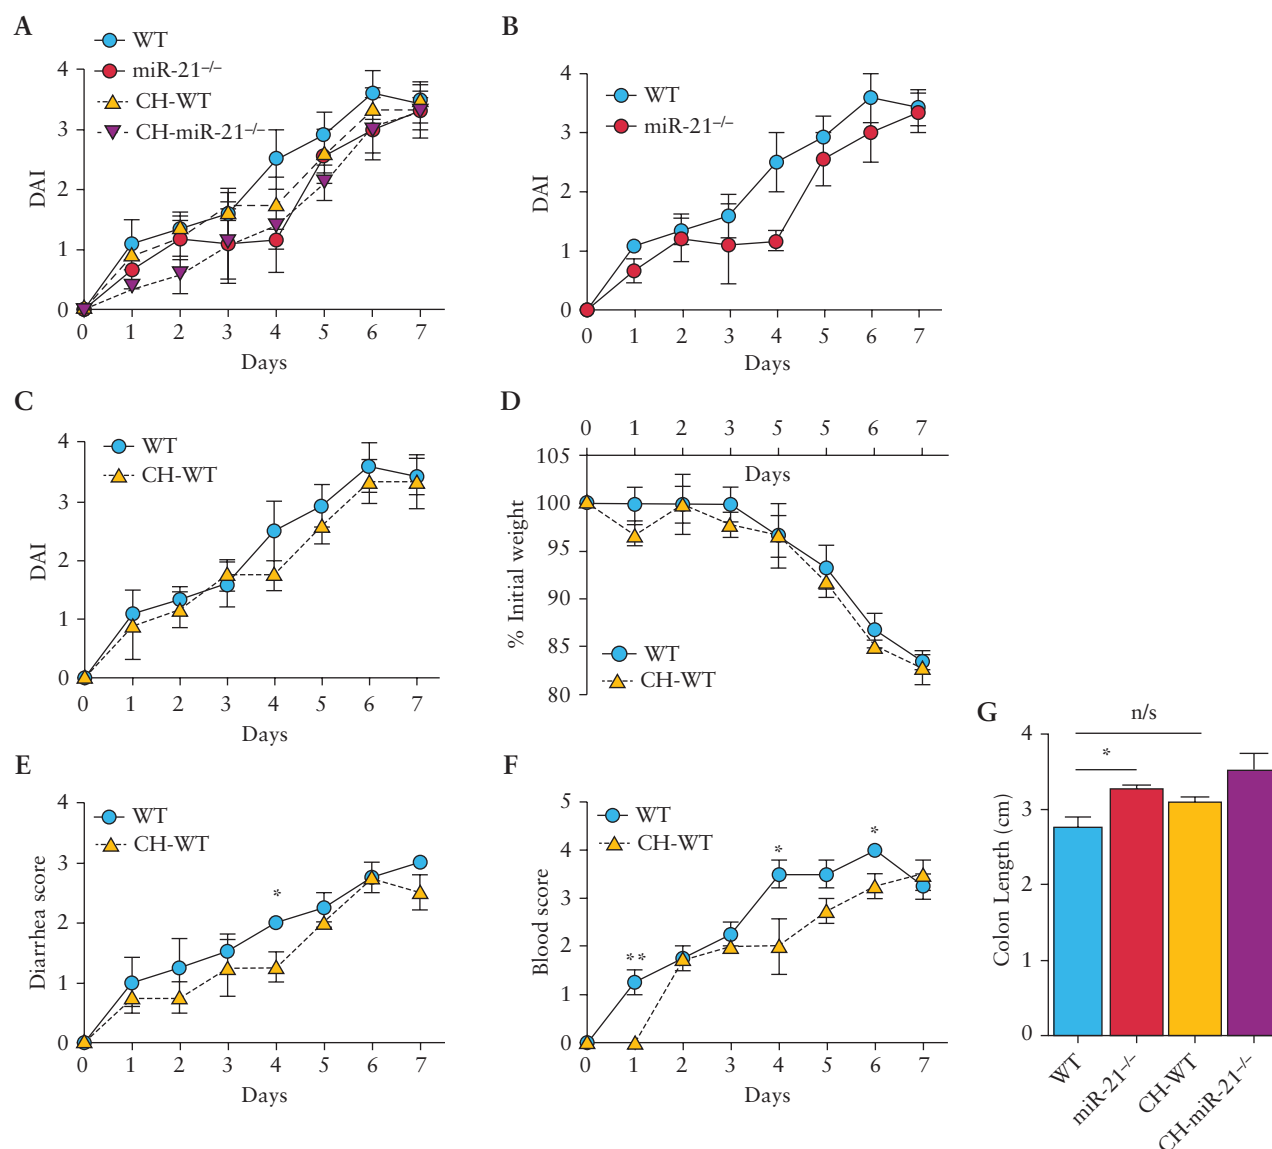 A
WT
miR-21−/−
CH-WT
CH-miR-21−/−
4
3
2
1
0
DAI
0 1 2 3 4 5 6 7
Days
B
WT
miR-21−/−
4
3
2
1
0
DAI
0 1 2 3 4 5 6 7
Days
C
WT
CH-WT
4
3
2
1
0
DAI
0 1 2 3 4 5 6 7
Days
D
0 1 2 3 5 5 6 7
Days
105
100
95
90
85
80
% Initial weight
WT
CH-WT
E
WT
CH-WT
4
3
2
1
0
Diarrhea score
*
0 1 2 3 4 5 6 7
Days
F
WT
CH-WT
5
4
3
2
1
0
Blood score
**
*
*
0 1 2 3 4 5 6 7
Days
G
n/s
*
4
3
2
1
0
Colon Length (cm)
WT
miR-21−/−
CH-WT
CH-miR-21−/−